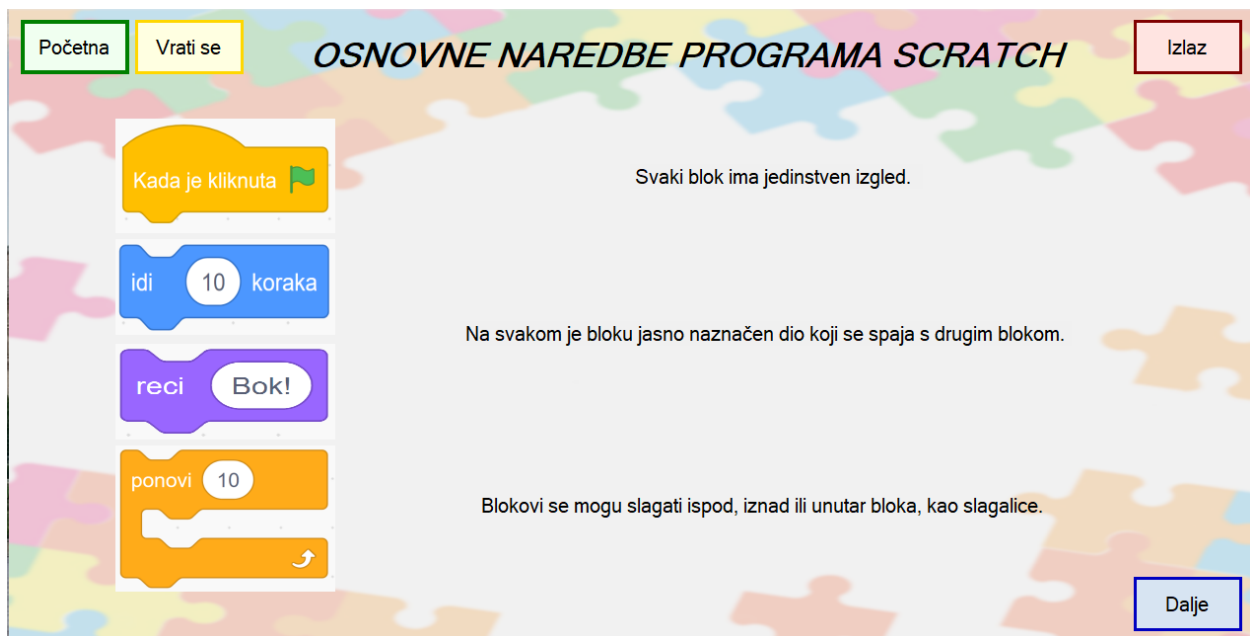 Početna
Vrati se
OSNOVNE NAREDBE PROGRAMA SCRATCH
Izlaz
Kada je kliknuta
Svaki blok ima jedinstven izgled.
idi 10 koraka
Na svakom je bloku jasno naznačen dio koji se spaja s drugim blokom.
reci Bok!
ponovi 10
Blokovi se mogu slagati ispod, iznad ili unutar bloka, kao slagalice.
Dalje